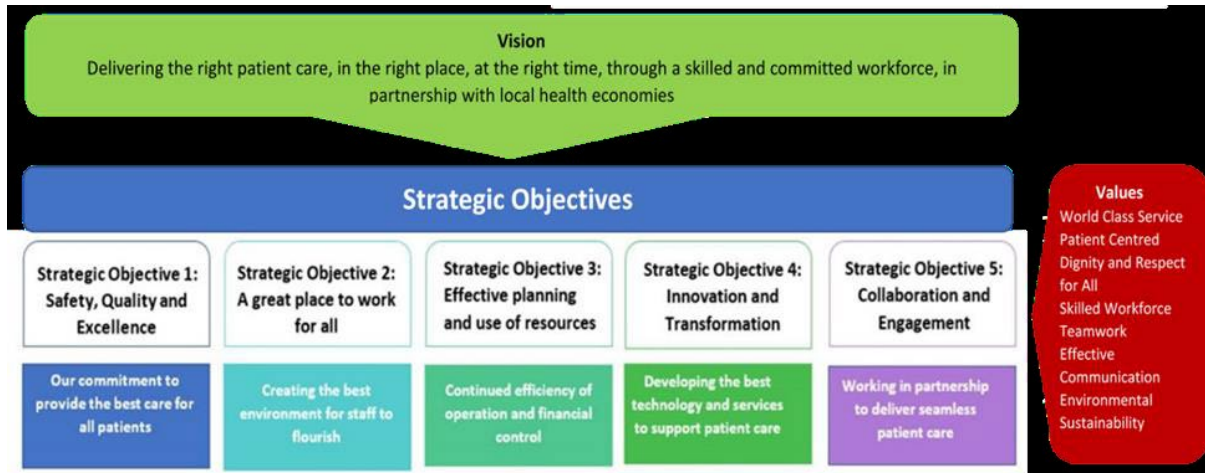 Vision
Delivering the right patient care, in the right place, at the right time, through a skilled and committed workforce, in
partnership with local health economies
Strategic Objectives
Strategic Objective 1:
Safety, Quality and
Excellence
Our commitment to
provide the best care for
all patients
Strategic Objective 2:
A great place to work
for all
Creating the best
environment for staff to
flourish
Strategic Objective 3:
Effective planning
and use of resources
Continued efficiency of
operation and financial
control
Strategic Objective 4:
Innovation and
Transformation
Developing the best
technology and services
to support patient care
Strategic Objective 5:
Collaboration and
Engagement
Working in partnership
to deliver seamless
patient care
Values
World Class Service
Patient Centred
Dignity and Respect
for All
Skilled Workforce
Teamwork
Effective
Communication
Environmental
Sustainability